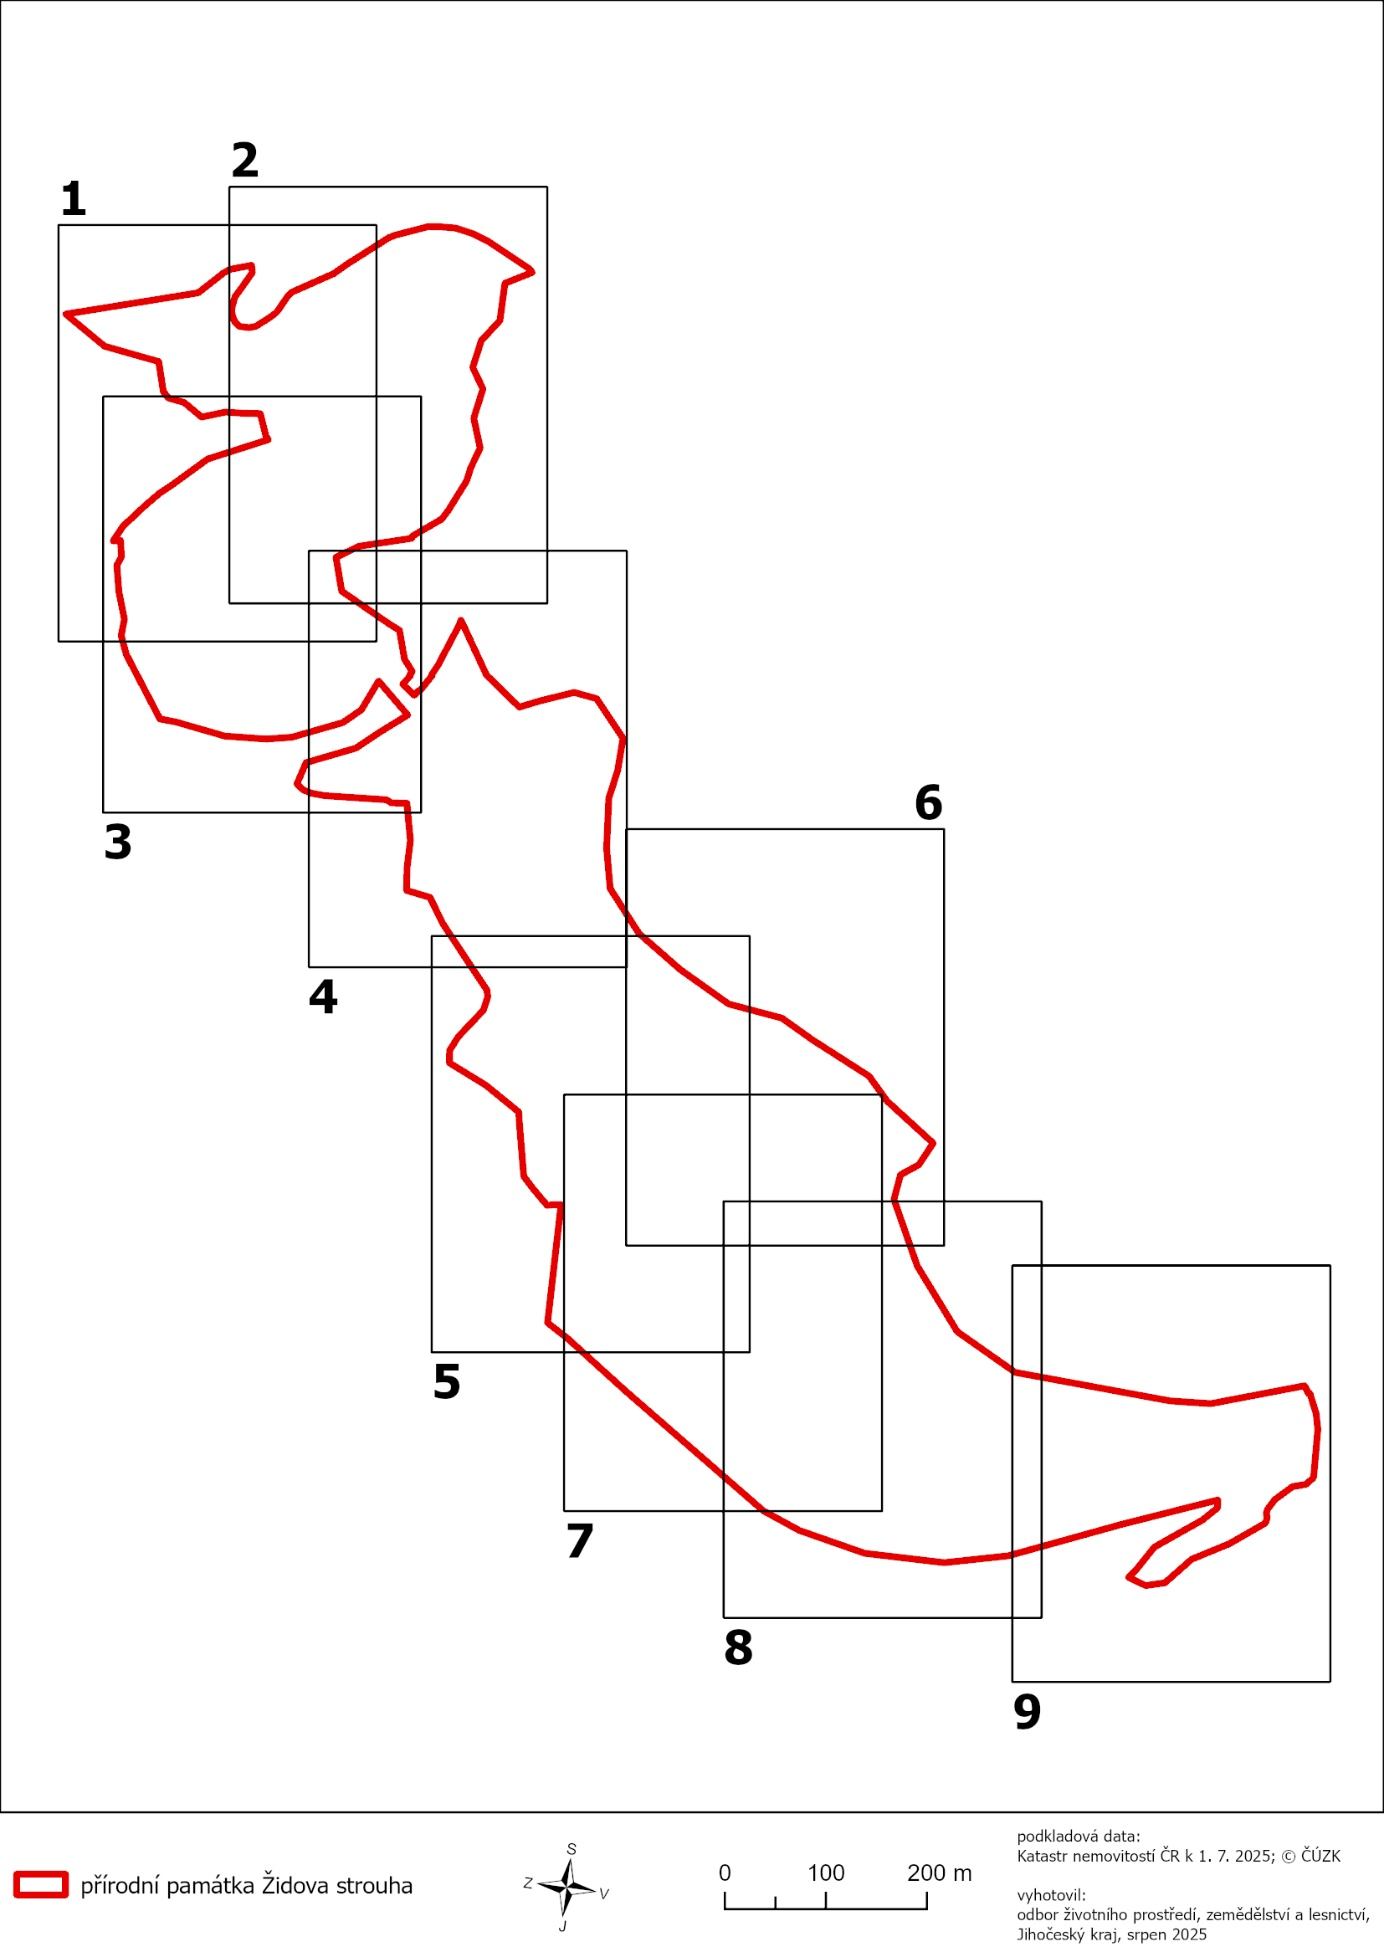 2
1
6
3
4
5
7
8
9
přírodní památka Židova strouha
S
Z
V
J
0 100 200 m
podkladová data:
Katastr nemovitostí ČR k 1. 7. 2025; © ČÚZK
vyhotovil:
odbor životního prostředí, zemědělství a lesnictví,
Jihočeský kraj, srpen 2025